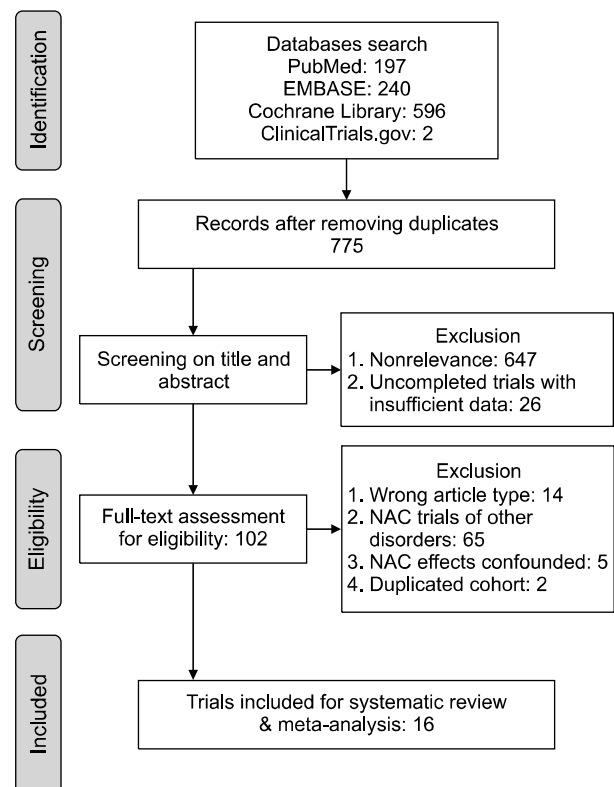 Identification
Databases search
PubMed: 197
EMBASE: 240
Cochrane Library: 596
ClinicalTrials.gov: 2
Screening
Records after removing duplicates
775
Screening on title and
abstract
Exclusion
1. Nonrelevance: 647
2. Uncompleted trials with
insufficient data: 26
Eligibility
Full-text assessment
for eligibility: 102
Exclusion
1. Wrong article type: 14
2. NAC trials of other
disorders: 65
3. NAC effects confounded: 5
4. Duplicated cohort: 2
Included
Trials included for systematic review
& meta-analysis: 16